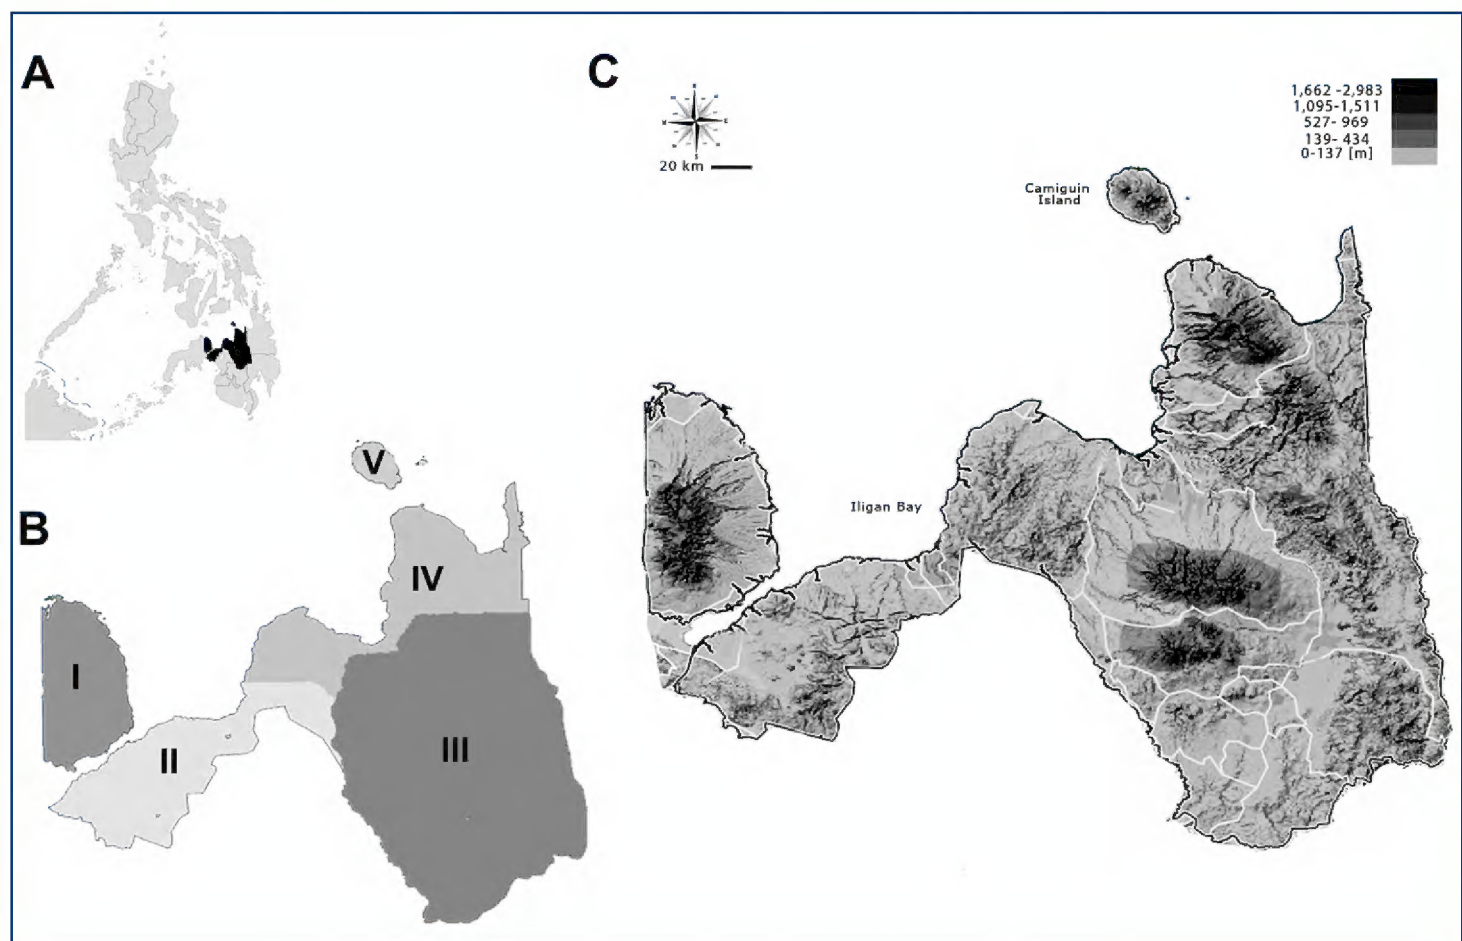 A
C
1,662 -2,983
1,095-1,511
527- 969
139- 434
0-137 [m]
20 km
Camiguin
Island
V
B
IV
Iligan Bay
I
II
III